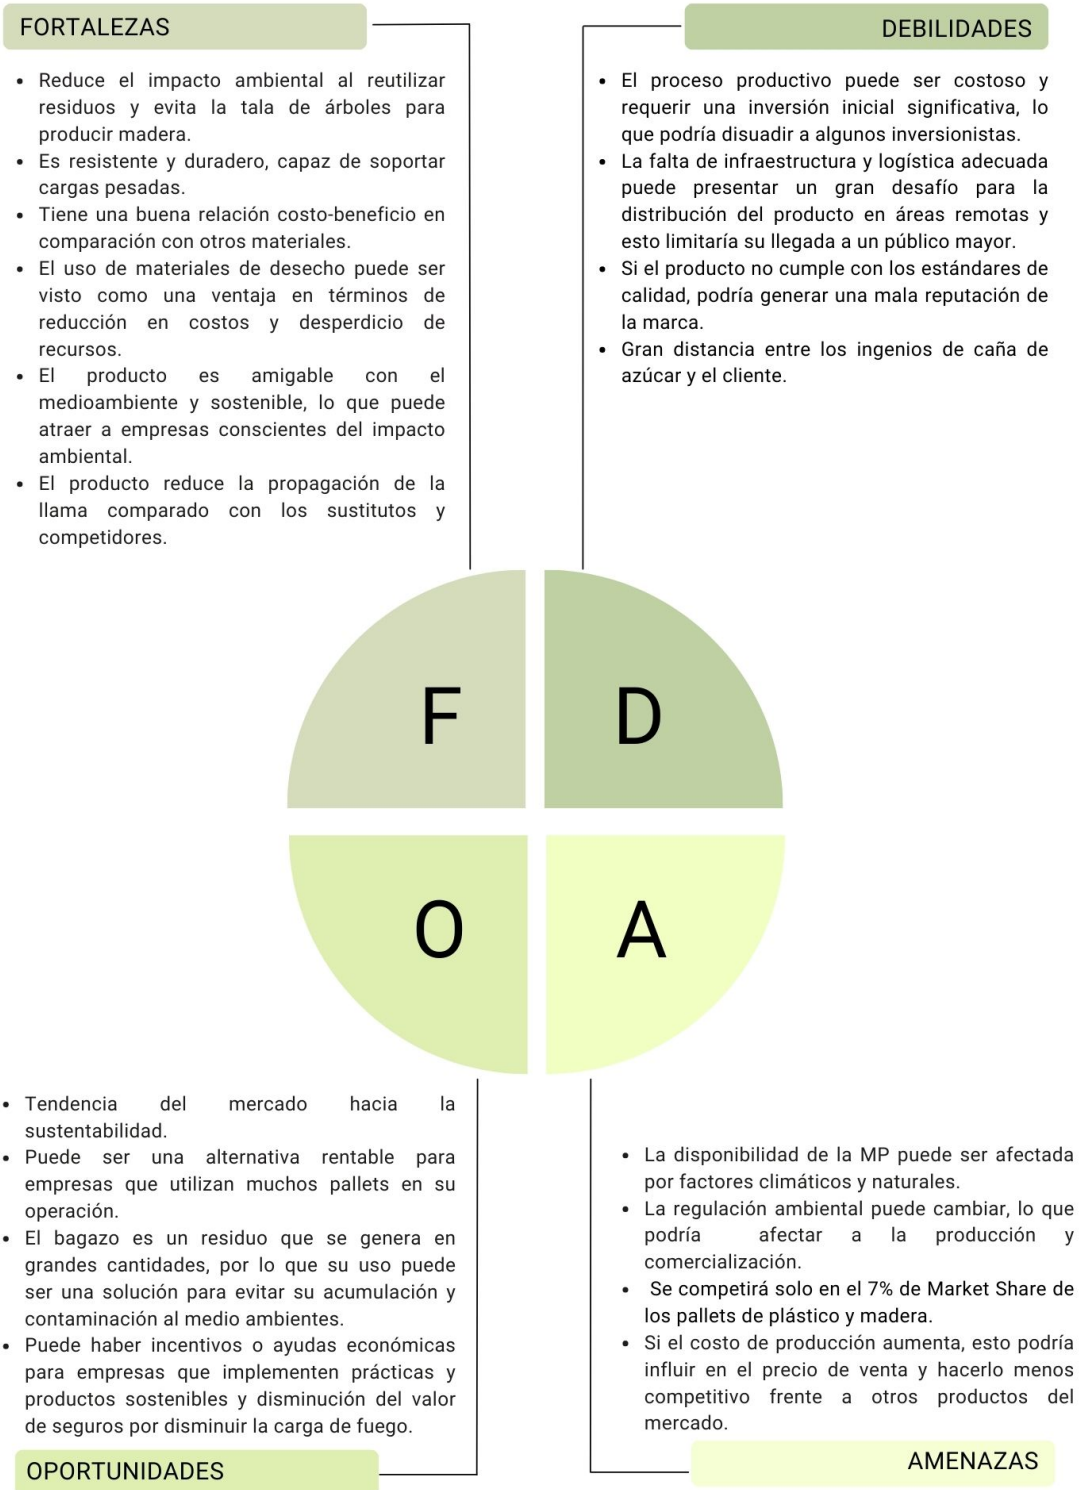 FORTALEZAS
• Reduce el impacto ambiental al reutilizar
residuos y evita la tala de árboles para
producir madera.
• Es resistente y duradero, capaz de soportar
cargas pesadas.
• Tiene una buena relación costo-beneficio en
comparación con otros materiales.
• El uso de materiales de desecho puede ser
visto como una ventaja en términos de
reducción en costos y desperdicio de
recursos.
• El producto es amigable con el
medioambiente y sostenible, lo que puede
atraer a empresas conscientes del impacto
ambiental.
• El producto reduce la propagación de la
llama comparado con los sustitutos y
competidores.
DEBILIDADES
• El proceso productivo puede ser costoso y
requerir una inversión inicial significativa, lo
que podría disuadir a algunos inversionistas.
• La falta de infraestructura y logística adecuada
puede presentar un gran desafío para la
distribución del producto en áreas remotas y
esto limitaría su llegada a un público mayor.
• Si el producto no cumple con los estándares de
calidad, podría generar una mala reputación de
la marca.
• Gran distancia entre los ingenios de caña de
azúcar y el cliente.
F
D
O
A
• Tendencia del mercado hacia la
sustentabilidad.
• Puede ser una alternativa rentable para
empresas que utilizan muchos pallets en su
operación.
• El bagazo es un residuo que se genera en
grandes cantidades, por lo que su uso puede
ser una solución para evitar su acumulación y
contaminación al medio ambientes.
• Puede haber incentivos o ayudas económicas
para empresas que implementen prácticas y
productos sostenibles y disminución del valor
de seguros por disminuir la carga de fuego.
OPORTUNIDADES
• La disponibilidad de la MP puede ser afectada
por factores climáticos y naturales.
• La regulación ambiental puede cambiar, lo que
podría afectar a la producción y
comercialización.
• Se competirá solo en el 7% de Market Share de
los pallets de plástico y madera.
• Si el costo de producción aumenta, esto podría
influir en el precio de venta y hacerlo menos
competitivo frente a otros productos del
mercado.
AMENAZAS